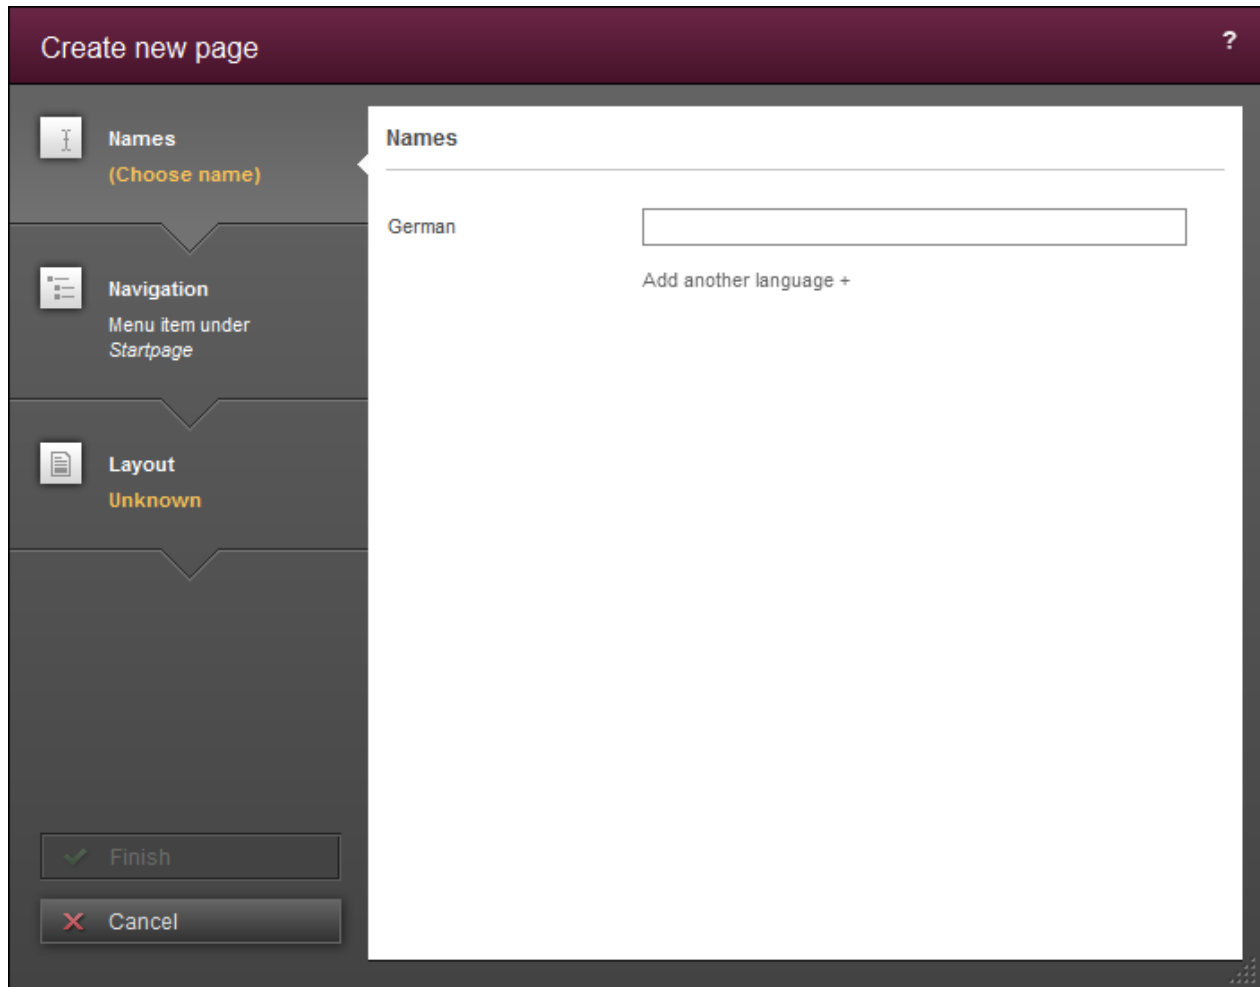 Create new page
?
Names
(Choose name)
Navigation
Menu item under
Startpage
Layout
Unknown
Finish
Cancel
Names
German
Add another language +